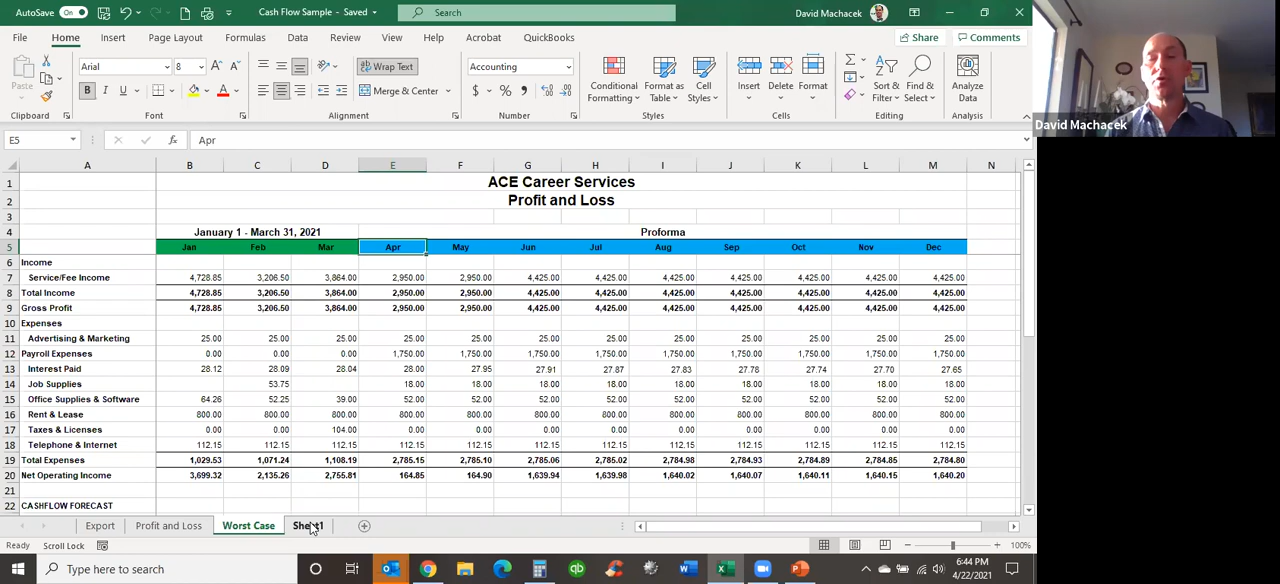 AutoSave On Cash Flow Sample - Saved Search David Machacek
File Home Insert Page Layout Formulas Data Review View Help Acrobat QuickBooks Share Comments
Paste Arial 8 A A Wrap Text Accounting Conditional Formatting Format as Table Cell Styles Insert Delete Format Sort & Filter Find & Select Analyze Data
B I U A Merge & Center $ % ,
Clipboard Font Alignment Number Styles Cells Editing Analysis
David Machacek
E5 fx Apr
A B C D E F G H I J K L M N
1 ACE Career Services
2 Profit and Loss
3
4 January 1 - March 31, 2021 Proforma
5 Jan Feb Mar Apr May Jun Jul Aug Sep Oct Nov Dec
6 Income
7 Service/Fee Income 4,728.85 3,206.50 3,864.00 2,950.00 2,950.00 4,425.00 4,425.00 4,425.00 4,425.00 4,425.00 4,425.00 4,425.00
8 Total Income 4,728.85 3,206.50 3,864.00 2,950.00 2,950.00 4,425.00 4,425.00 4,425.00 4,425.00 4,425.00 4,425.00 4,425.00
9 Gross Profit 4,728.85 3,206.50 3,864.00 2,950.00 2,950.00 4,425.00 4,425.00 4,425.00 4,425.00 4,425.00 4,425.00 4,425.00
10 Expenses
11 Advertising & Marketing 25.00 25.00 25.00 25.00 25.00 25.00 25.00 25.00 25.00 25.00 25.00 25.00
12 Payroll Expenses 0.00 0.00 0.00 1,750.00 1,750.00 1,750.00 1,750.00 1,750.00 1,750.00 1,750.00 1,750.00 1,750.00
13 Interest Paid 28.12 28.09 28.04 28.00 27.95 27.91 27.87 27.83 27.78 27.74 27.70 27.65
14 Job Supplies 53.75 18.00 18.00 18.00 18.00 18.00 18.00 18.00 18.00 18.00
15 Office Supplies & Software 64.26 52.25 39.00 52.00 52.00 52.00 52.00 52.00 52.00 52.00 52.00 52.00
16 Rent & Lease 800.00 800.00 800.00 800.00 800.00 800.00 800.00 800.00 800.00 800.00 800.00 800.00
17 Taxes & Licenses 0.00 0.00 104.00 0.00 0.00 0.00 0.00 0.00 0.00 0.00 0.00 0.00
18 Telephone & Internet 112.15 112.15 112.15 112.15 112.15 112.15 112.15 112.15 112.15 112.15 112.15 112.15
19 Total Expenses 1,029.53 1,071.24 1,108.19 2,785.15 2,785.10 2,785.06 2,785.02 2,784.98 2,784.93 2,784.89 2,784.85 2,784.80
20 Net Operating Income 3,699.32 2,135.26 2,755.81 164.85 164.90 1,639.94 1,639.98 1,640.02 1,640.07 1,640.11 1,640.15 1,640.20
21
22 CASHFLOW FORECAST
Export Profit and Loss Worst Case Sheet1
Ready Scroll Lock 100%
Type here to search 6:44 PM
4/22/2021